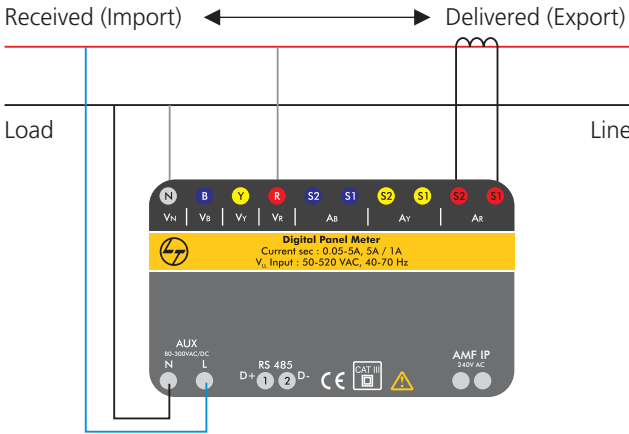 Received (Import) Delivered (Export)
Load Line
N B Y R S2 S1 S2 S1 S2 S1
VN VB VY VR AB AY AR
Digital Panel Meter
Current sec : 0.05-5A, 5A / 1A
VLL Input : 50-520 VAC, 40-70 Hz
AUX
80-300VAC/DC
N L
RS 485
D+ 1 2 D-
CE
CAT III
AMF IP
240V AC